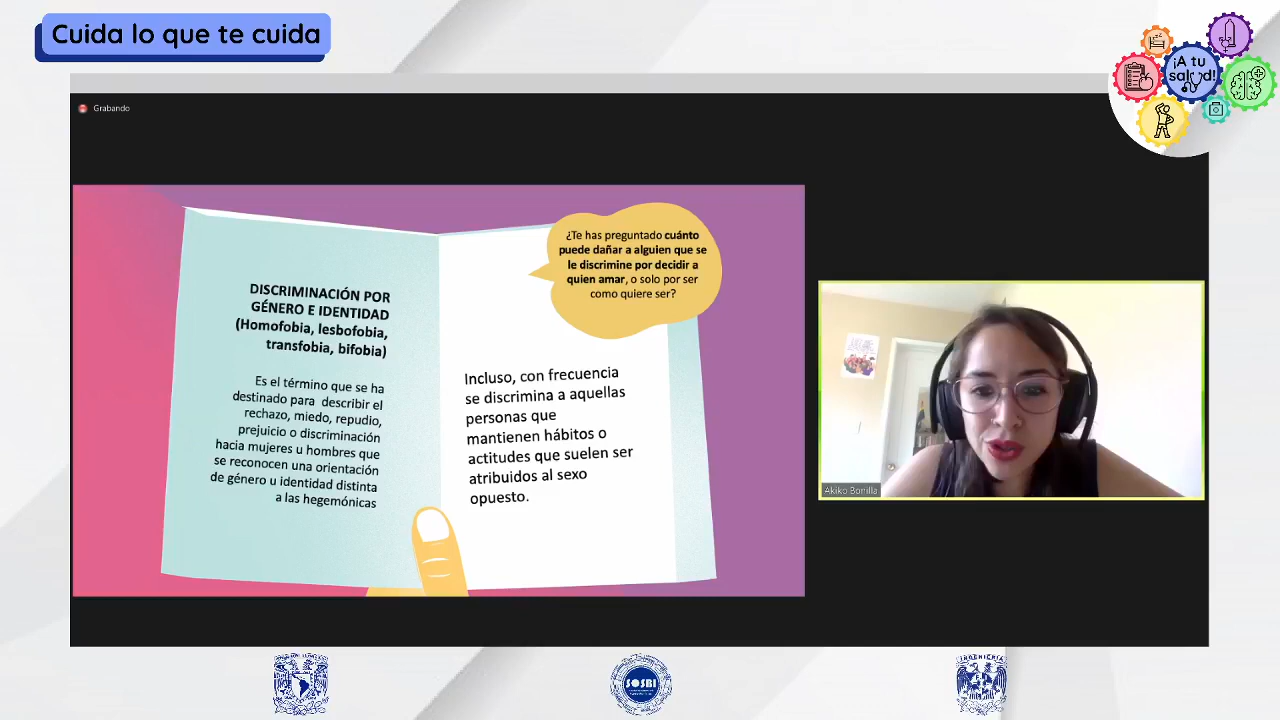 Cuida lo que te cuida
¡A tu
salud!
Grabando
¿Te has preguntado cuánto
puede dañar a alguien que se
le discrimine por decidir a
quien amar, o solo por ser
como quiere ser?
DISCRIMINACIÓN POR
GÉNERO E IDENTIDAD
(Homofobia, lesbofobia,
transfobia, bifobia)
Es el término que se ha
destinado para describir el
rechazo, miedo, repudio,
prejuicio o discriminación
hacia mujeres u hombres que
se reconocen una orientación
de género u identidad distinta
a las hegemónicas
Incluso, con frecuencia
se discrimina a aquellas
personas que
mantienen hábitos o
actitudes que suelen ser
atribuidos al sexo
opuesto.
Akiko Bonilla
SOSBI